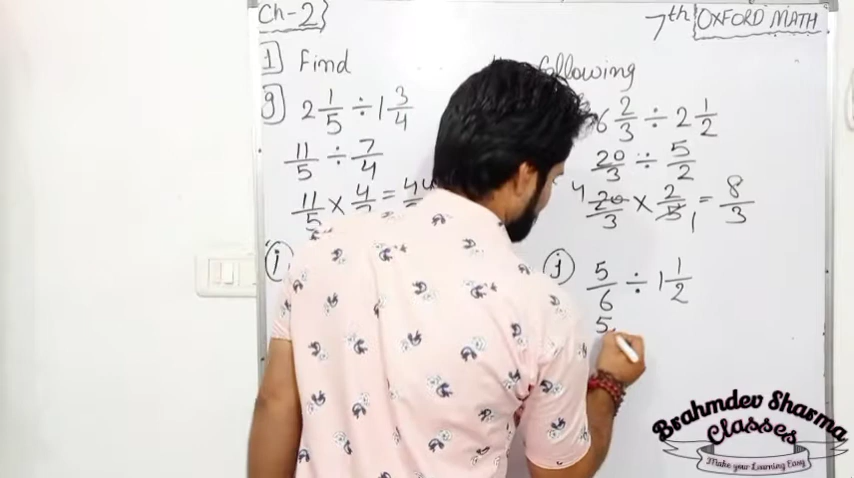 Ch-2}
7th OXFORD MATH
1 Find following
g 2 1/5 ÷ 1 3/4
11/5 ÷ 7/4
11/5 × 4/ = 44
6 2/3 ÷ 2 1/2
20/3 ÷ 5/2
4 20/3 × 2/5 1 = 8/3
i
j 5/6 ÷ 1 1/2
5
Brahmdev Sharma
Classes
Make your Learning Easy